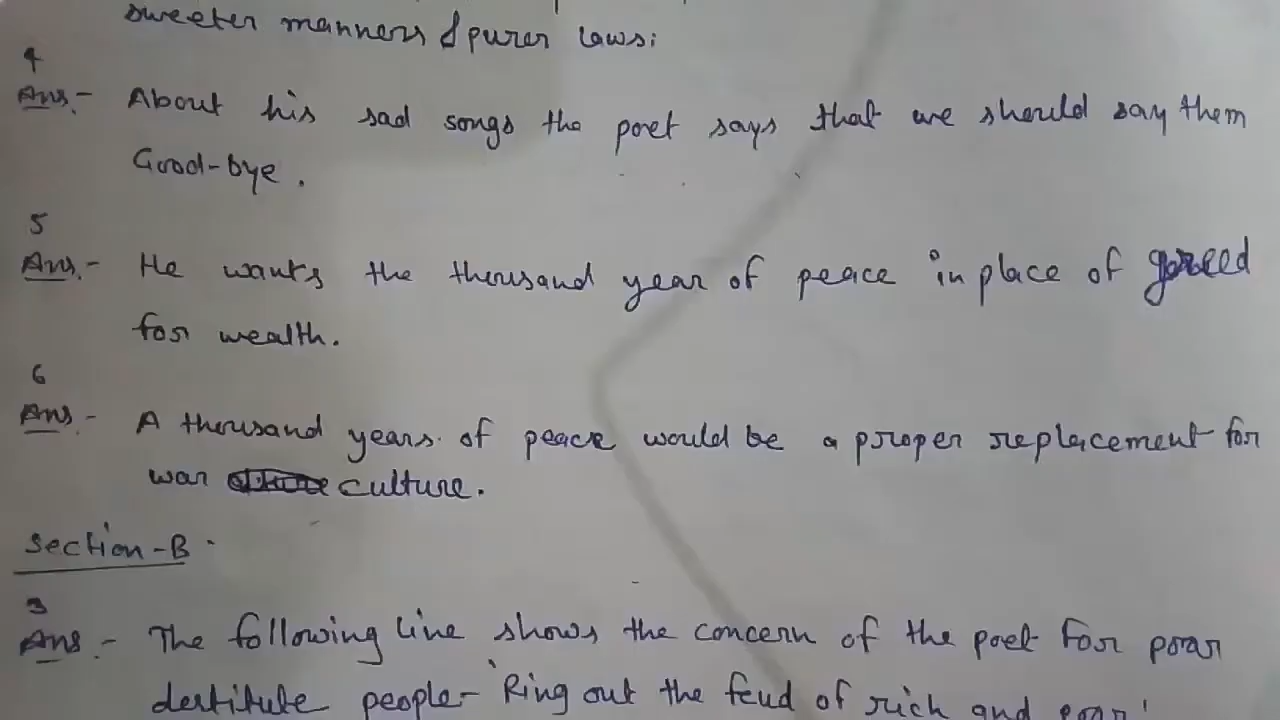 sweeter manners & purer laws;
4
Ans.- About his sad songs the poet says that we should say them
Good-bye.
5
Ans.- He wants the thousand year of peace in place of greed
for wealth.
6
Ans.- A thousand years of peace would be a proper replacement for
war culture.
Section-B.
3
Ans.- The following line shows the concern of the poet for poor
destitute people- 'Ring out the feud of rich and poor'